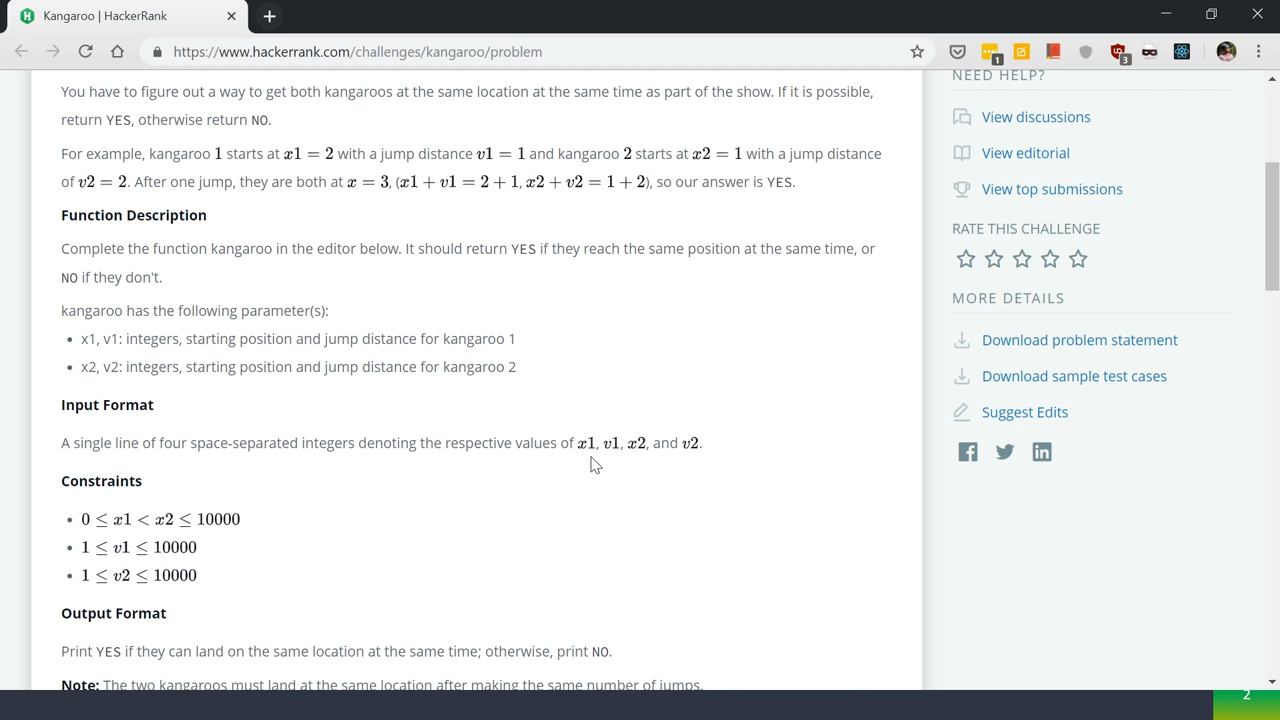 Kangaroo | HackerRank
https://www.hackerrank.com/challenges/kangaroo/problem
1
3
You have to figure out a way to get both kangaroos at the same location at the same time as part of the show. If it is possible,
return YES, otherwise return NO.
For example, kangaroo 1 starts at x1 = 2 with a jump distance v1 = 1 and kangaroo 2 starts at x2 = 1 with a jump distance
of v2 = 2. After one jump, they are both at x = 3, (x1 + v1 = 2 + 1, x2 + v2 = 1 + 2), so our answer is YES.
Function Description
Complete the function kangaroo in the editor below. It should return YES if they reach the same position at the same time, or
NO if they don't.
kangaroo has the following parameter(s):
• x1, v1: integers, starting position and jump distance for kangaroo 1
• x2, v2: integers, starting position and jump distance for kangaroo 2
Input Format
A single line of four space-separated integers denoting the respective values of x1, v1, x2, and v2.
Constraints
• 0 ≤ x1 < x2 ≤ 10000
• 1 ≤ v1 ≤ 10000
• 1 ≤ v2 ≤ 10000
Output Format
Print YES if they can land on the same location at the same time; otherwise, print NO.
Note: The two kangaroos must land at the same location after making the same number of jumps.
NEED HELP?
View discussions
View editorial
View top submissions
RATE THIS CHALLENGE
MORE DETAILS
Download problem statement
Download sample test cases
Suggest Edits
2